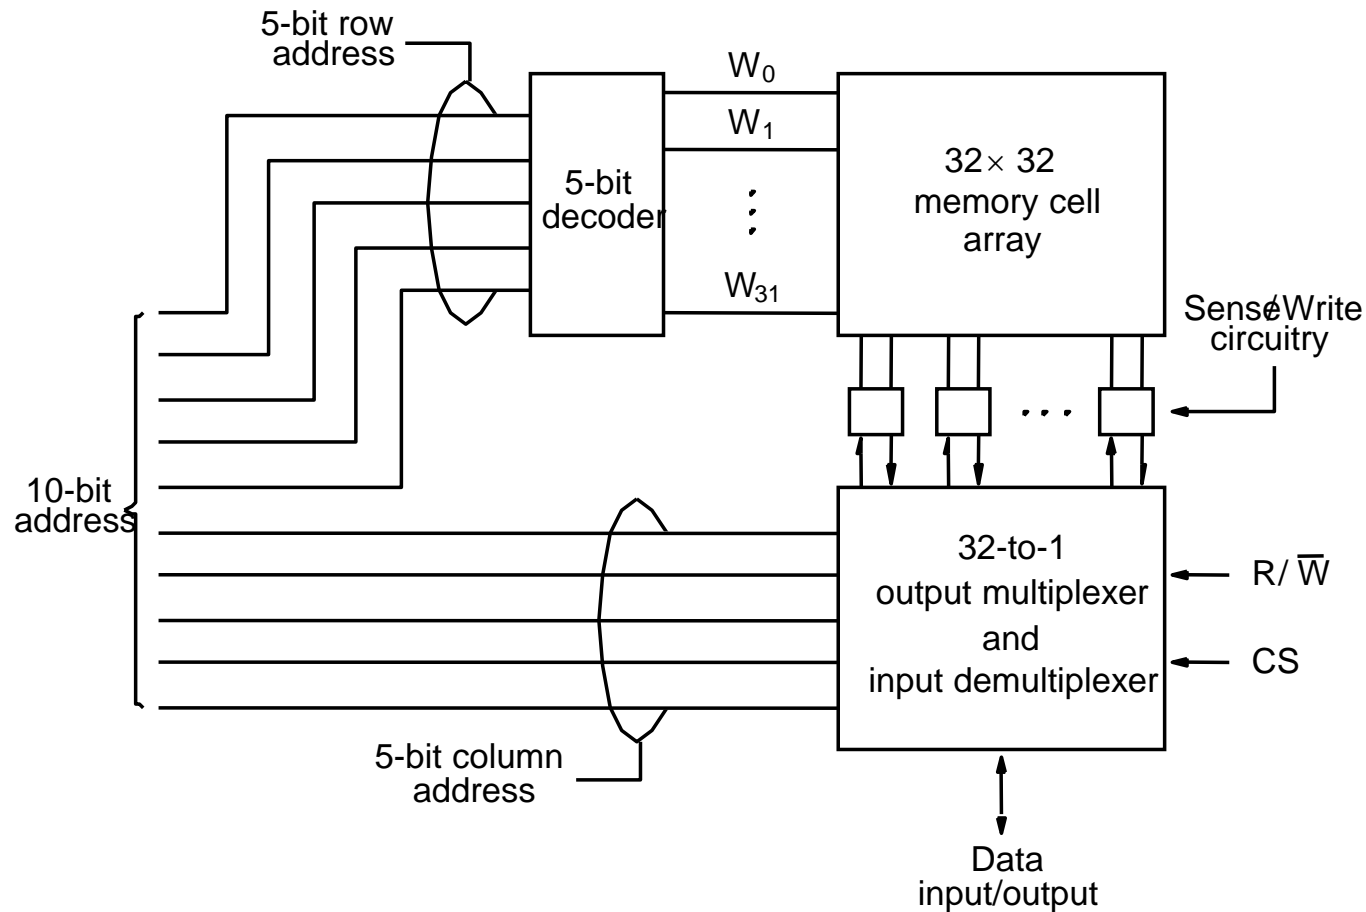 5-bit row
address
W0
W1
W31
5-bit
decoder
32× 32
memory cell
array
Sense/Write
circuitry
10-bit
address
32-to-1
output multiplexer
and
input demultiplexer
R/ W̅
CS
5-bit column
address
Data
input/output